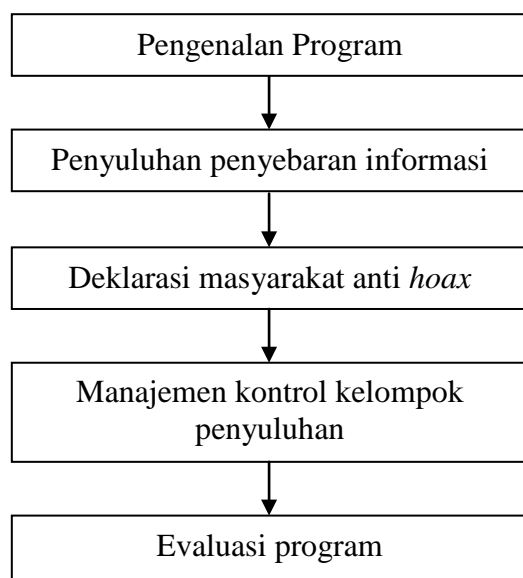 Pengenalan Program
Penyuluhan penyebaran informasi
Deklarasi masyarakat anti hoax
Manajemen kontrol kelompok
penyuluhan
Evaluasi program